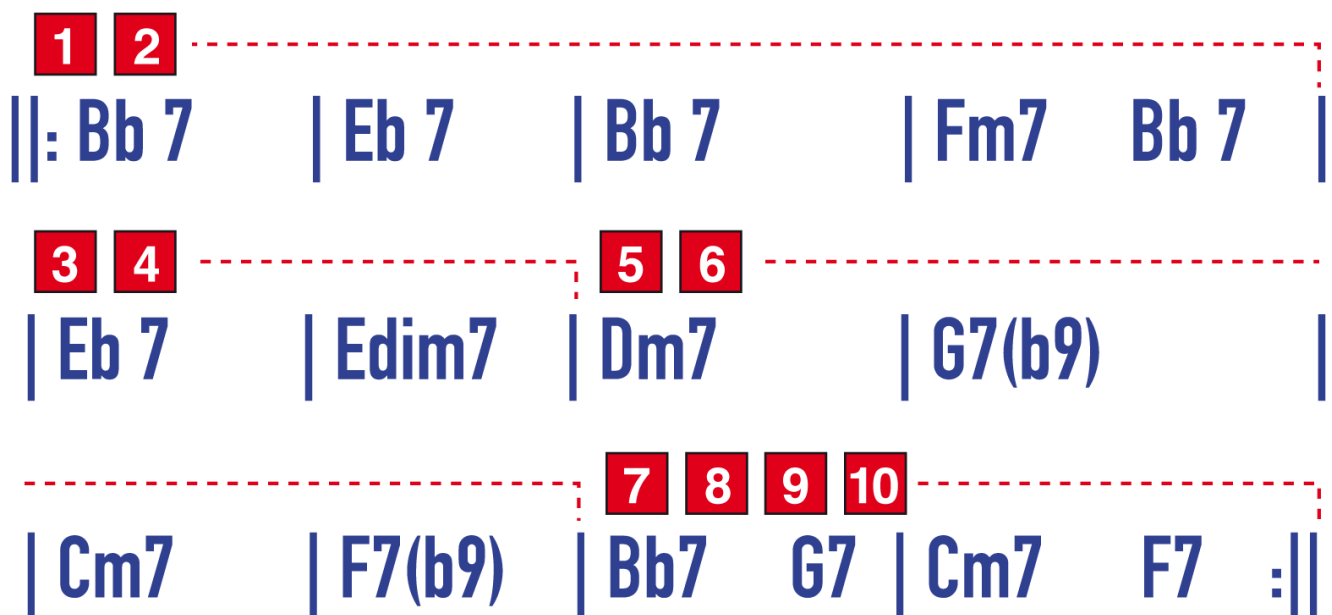 1 2
||: Bb 7 | Eb 7 | Bb 7 | Fm7 Bb 7 |
3 4 5 6
| Eb 7 | Edim7 | Dm7 | G7(b9) |
7 8 9 10
| Cm7 | F7(b9) | Bb7 G7 | Cm7 F7 :||